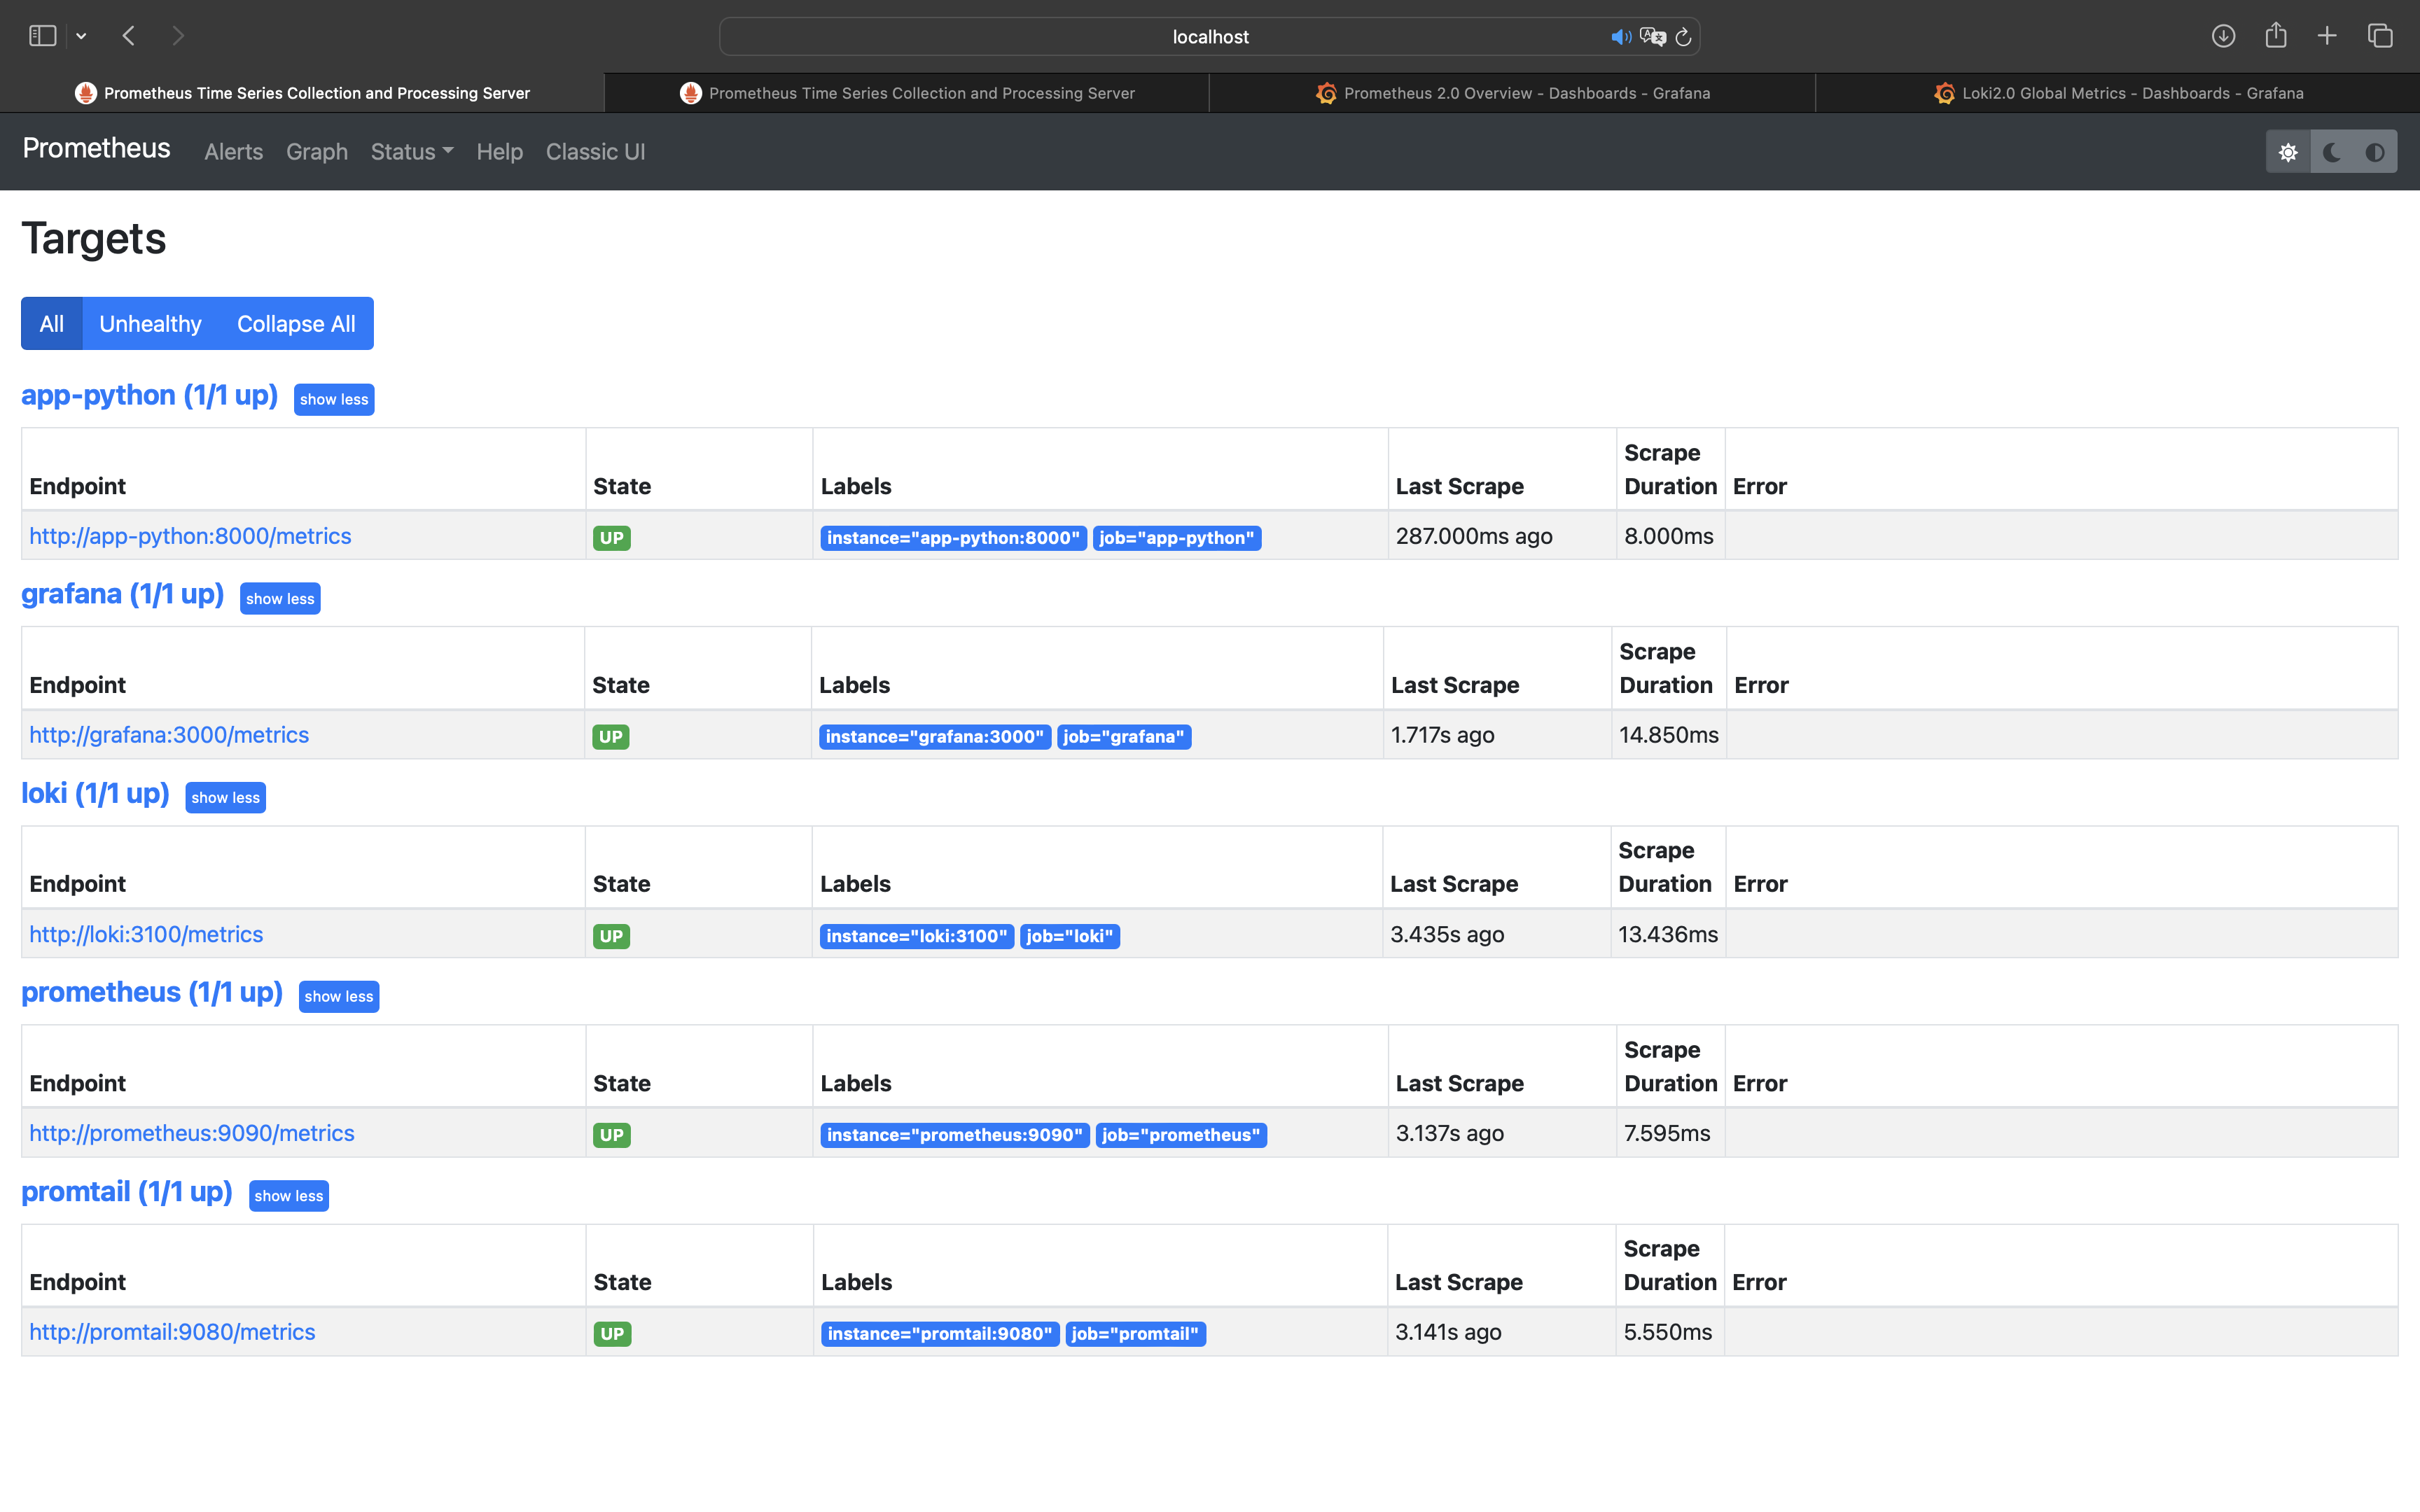 localhost
Prometheus Time Series Collection and Processing Server
Prometheus Time Series Collection and Processing Server
Prometheus 2.0 Overview - Dashboards - Grafana
Loki2.0 Global Metrics - Dashboards - Grafana
Prometheus Alerts Graph Status Help Classic UI
Targets
All Unhealthy Collapse All
app-python (1/1 up) show less
Endpoint State Labels Last Scrape Scrape Duration Error
http://app-python:8000/metrics UP instance="app-python:8000" job="app-python" 287.000ms ago 8.000ms
grafana (1/1 up) show less
Endpoint State Labels Last Scrape Scrape Duration Error
http://grafana:3000/metrics UP instance="grafana:3000" job="grafana" 1.717s ago 14.850ms
loki (1/1 up) show less
Endpoint State Labels Last Scrape Scrape Duration Error
http://loki:3100/metrics UP instance="loki:3100" job="loki" 3.435s ago 13.436ms
prometheus (1/1 up) show less
Endpoint State Labels Last Scrape Scrape Duration Error
http://prometheus:9090/metrics UP instance="prometheus:9090" job="prometheus" 3.137s ago 7.595ms
promtail (1/1 up) show less
Endpoint State Labels Last Scrape Scrape Duration Error
http://promtail:9080/metrics UP instance="promtail:9080" job="promtail" 3.141s ago 5.550ms